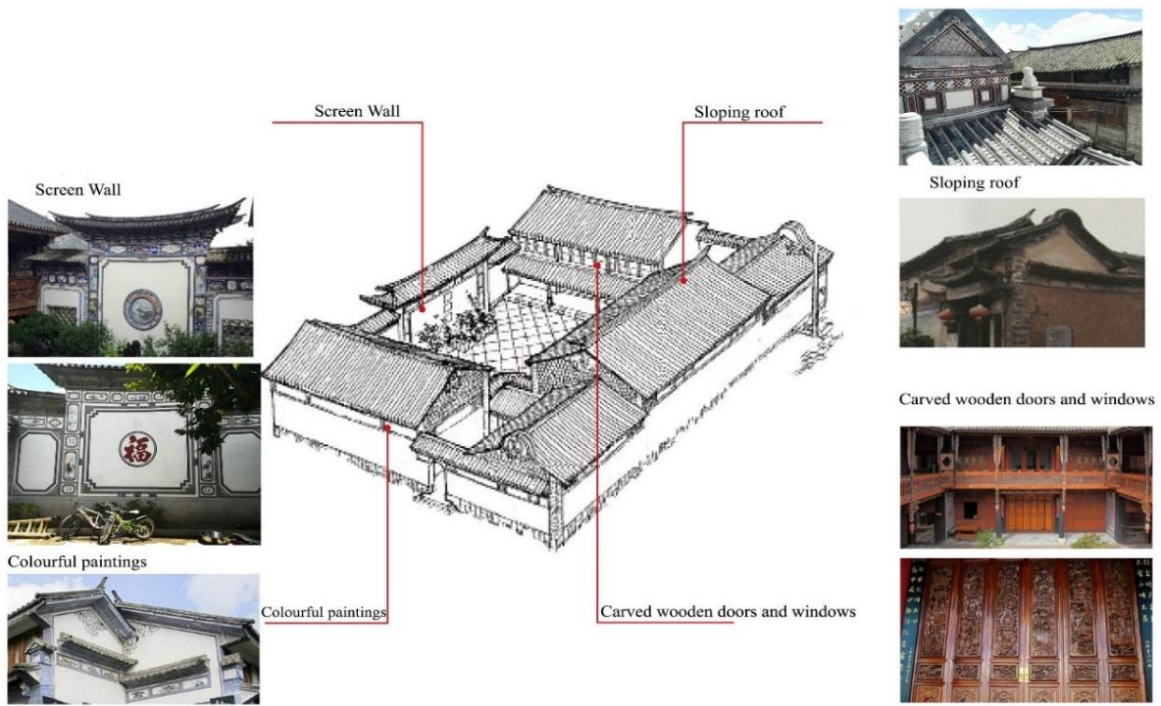 Screen Wall
Sloping roof
Screen Wall
Sloping roof
福
Carved wooden doors and windows
Colourful paintings
Colourful paintings
Carved wooden doors and windows